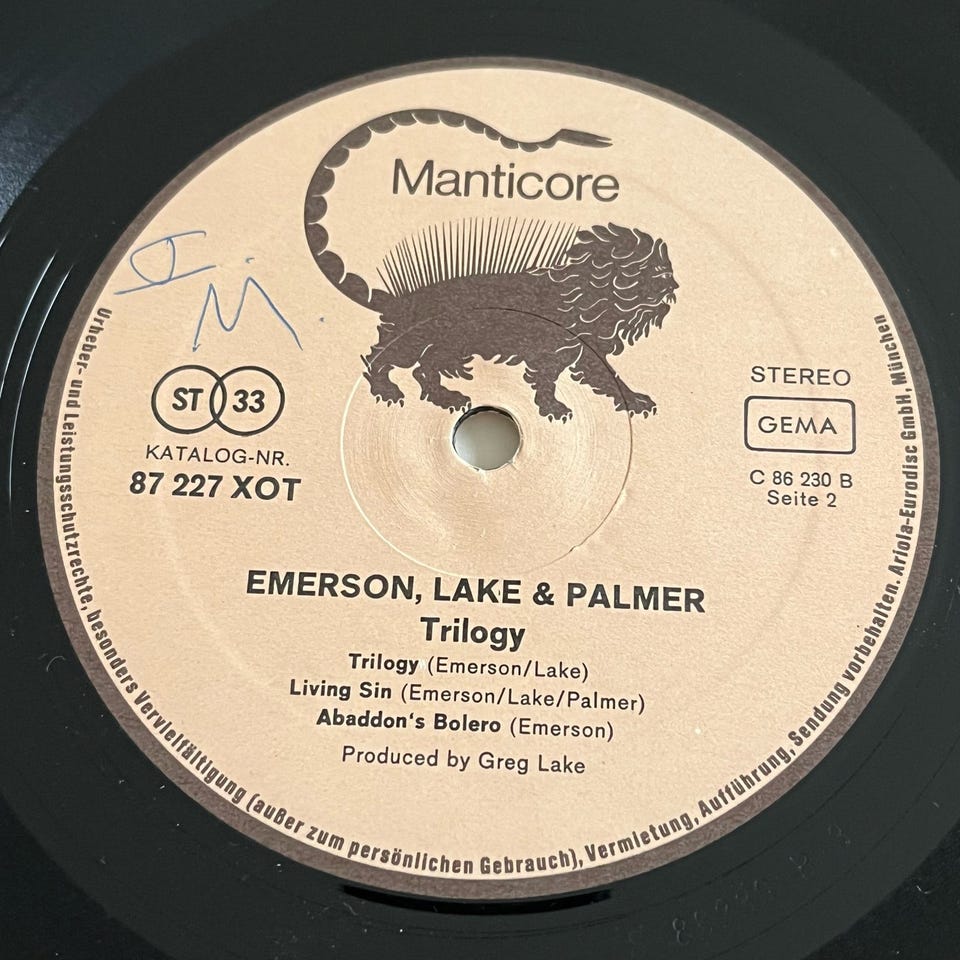 Manticore
J. M.
ST 33
KATALOG-NR.
87 227 XOT
STEREO
GEMA
C 86 230 B
Seite 2
EMERSON, LAKE & PALMER
Trilogy
Trilogy (Emerson/Lake)
Living Sin (Emerson/Lake/Palmer)
Abaddon's Bolero (Emerson)
Produced by Greg Lake
Urheber- und Leistungsschutzrechte, besonders Vervielfältigung (außer zum persönlichen Gebrauch), Vermietung, Aufführung, Sendung vorbehalten. Ariola-Eurodisc GmbH, München